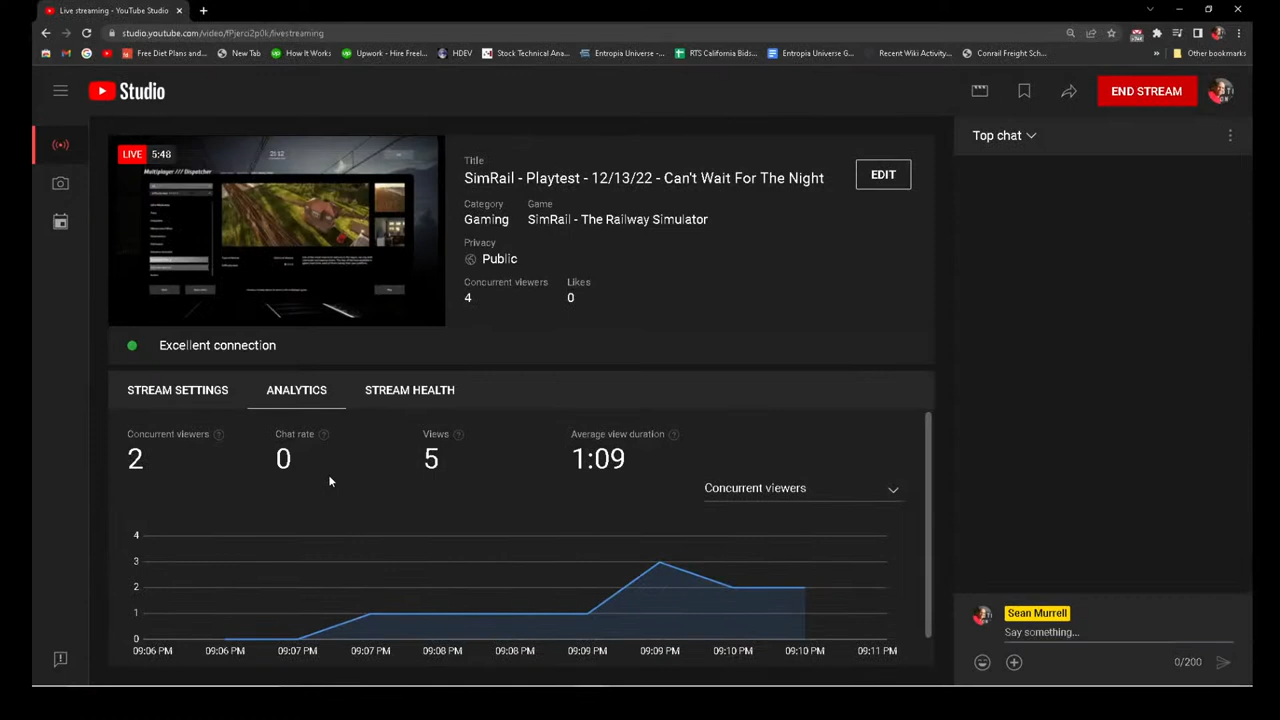 Live streaming - YouTube Studio
studio.youtube.com/video/fPjerci2p0k/livestreaming
Free Diet Plans and...
New Tab
How It Works
Upwork - Hire Freel...
HDEV
Stock Technical Ana...
Entropia Universe -...
RTS California Bids...
Entropia Universe G...
Recent Wiki Activity...
Conrail Freight Sch...
Other bookmarks
Studio
END STREAM
LIVE 5:48
21:12
Multiplayer /// Dispatcher
Title
SimRail - Playtest - 12/13/22 - Can't Wait For The Night
EDIT
Category Game
Gaming SimRail - The Railway Simulator
Privacy
Public
Concurrent viewers Likes
4 0
Excellent connection
STREAM SETTINGS ANALYTICS STREAM HEALTH
Concurrent viewers Chat rate Views Average view duration
2 0 5 1:09
Concurrent viewers
4
3
2
1
0
09:06 PM 09:06 PM 09:07 PM 09:07 PM 09:08 PM 09:08 PM 09:09 PM 09:09 PM 09:10 PM 09:10 PM 09:11 PM
Top chat
Sean Murrell
Say something...
0/200